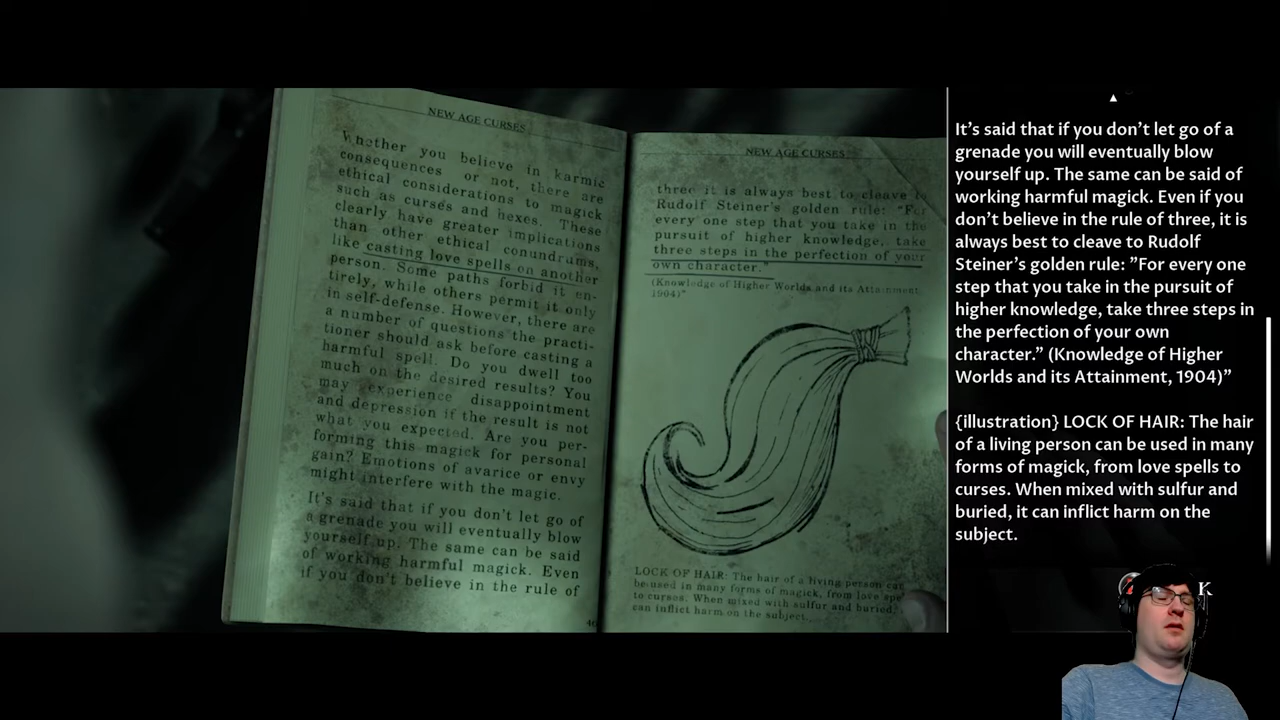 NEW AGE CURSES
Whether you believe in karmic
consequences or not, there are
ethical considerations to magick
such as curses and hexes. These
clearly have greater implications
than other ethical conundrums,
like casting love spells on another
person. Some paths forbid it en-
tirely, while others permit it only
in self-defense. However, there are
a number of questions the practi-
tioner should ask before casting a
harmful spell. Do you dwell too
much on the desired results? You
may experience disappointment
and depression if the result is not
what you expected. Are you per-
forming this magick for personal
gain? Emotions of avarice or envy
might interfere with the magic.
It's said that if you don't let go of
a grenade you will eventually blow
yourself up. The same can be said
of working harmful magick. Even
if you don't believe in the rule of
NEW AGE CURSES
three it is always best to cleave to
Rudolf Steiner's golden rule: "For
every one step that you take in the
pursuit of higher knowledge, take
three steps in the perfection of your
own character."
(Knowledge of Higher Worlds and its Attainment,
1904)"
LOCK OF HAIR: The hair of a living person can
be used in many forms of magick, from love
to curses. When mixed with sulfur and buried,
can inflict harm on the subject.
It's said that if you don't let go of a
grenade you will eventually blow
yourself up. The same can be said of
working harmful magick. Even if you
don't believe in the rule of three, it is
always best to cleave to Rudolf
Steiner's golden rule: "For every one
step that you take in the pursuit of
higher knowledge, take three steps in
the perfection of your own
character." (Knowledge of Higher
Worlds and its Attainment, 1904)"
{illustration} LOCK OF HAIR: The hair
of a living person can be used in many
forms of magick, from love spells to
curses. When mixed with sulfur and
buried, it can inflict harm on the
subject.